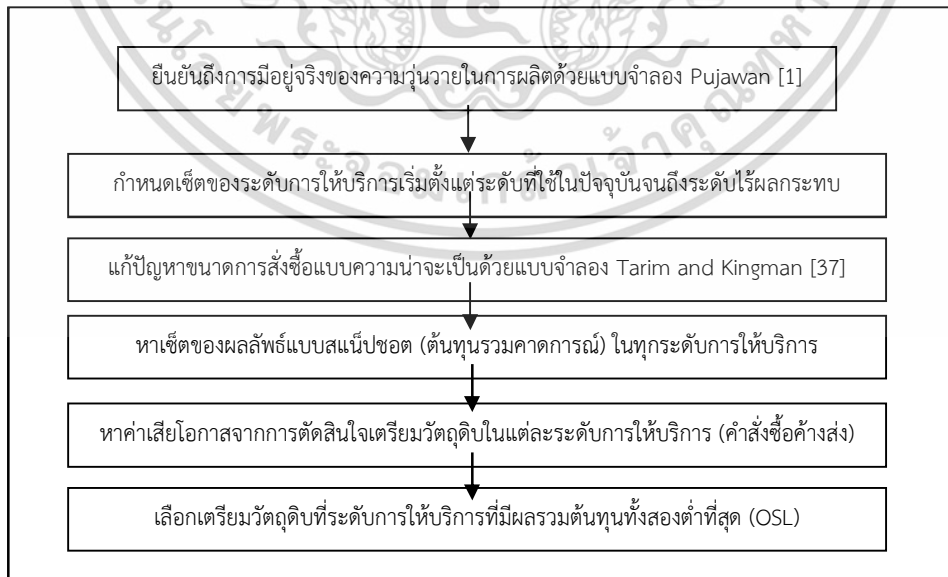 ยืนยันถึงการมีอยู่จริงของความวุ่นวายในการผลิตด้วยแบบจำลอง Pujawan [1]
กำหนดเซ็ตของระดับการให้บริการเริ่มตั้งแต่ระดับที่ใช้ในปัจจุบันจนถึงระดับไร้ผลกระทบ
แก้ปัญหาขนาดการสั่งซื้อแบบความน่าจะเป็นด้วยแบบจำลอง Tarim and Kingman [37]
หาเซ็ตของผลลัพธ์แบบสแน็ปชอต (ต้นทุนรวมคาดการณ์) ในทุกระดับการให้บริการ
หาค่าเสียโอกาสจากการตัดสินใจเตรียมวัตถุดิบในแต่ละระดับการให้บริการ (คำสั่งซื้อค้างส่ง)
เลือกเตรียมวัตถุดิบที่ระดับการให้บริการที่มีผลรวมต้นทุนทั้งสองต่ำที่สุด (OSL)